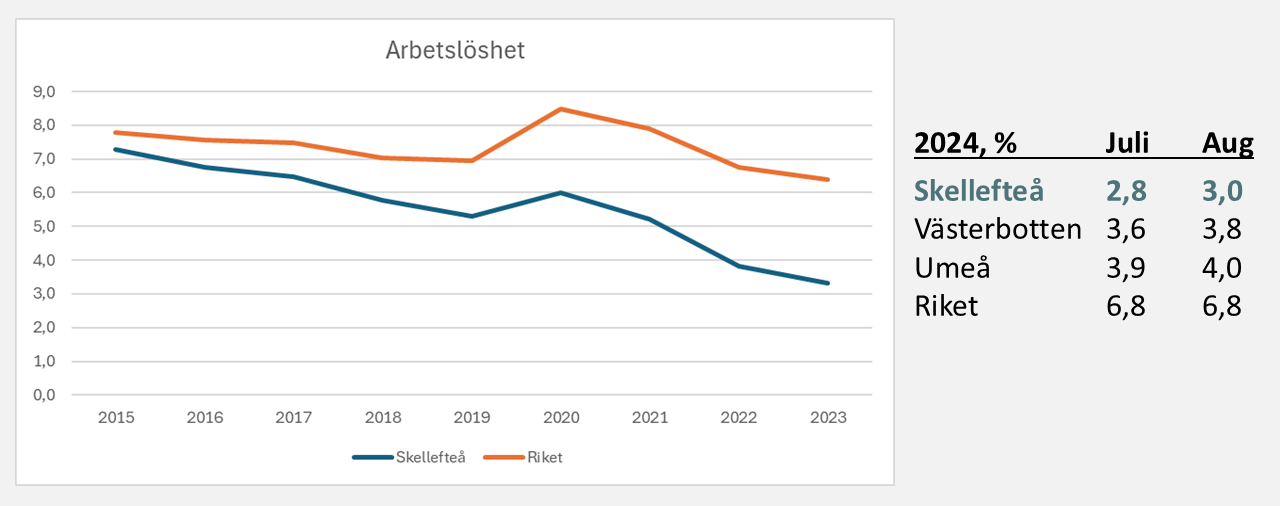 Arbetslöshet
9,0
8,0
7,0
6,0
5,0
4,0
3,0
2,0
1,0
0,0
2015 2016 2017 2018 2019 2020 2021 2022 2023
Skellefteå Riket
2024, % Juli Aug
Skellefteå 2,8 3,0
Västerbotten 3,6 3,8
Umeå 3,9 4,0
Riket 6,8 6,8